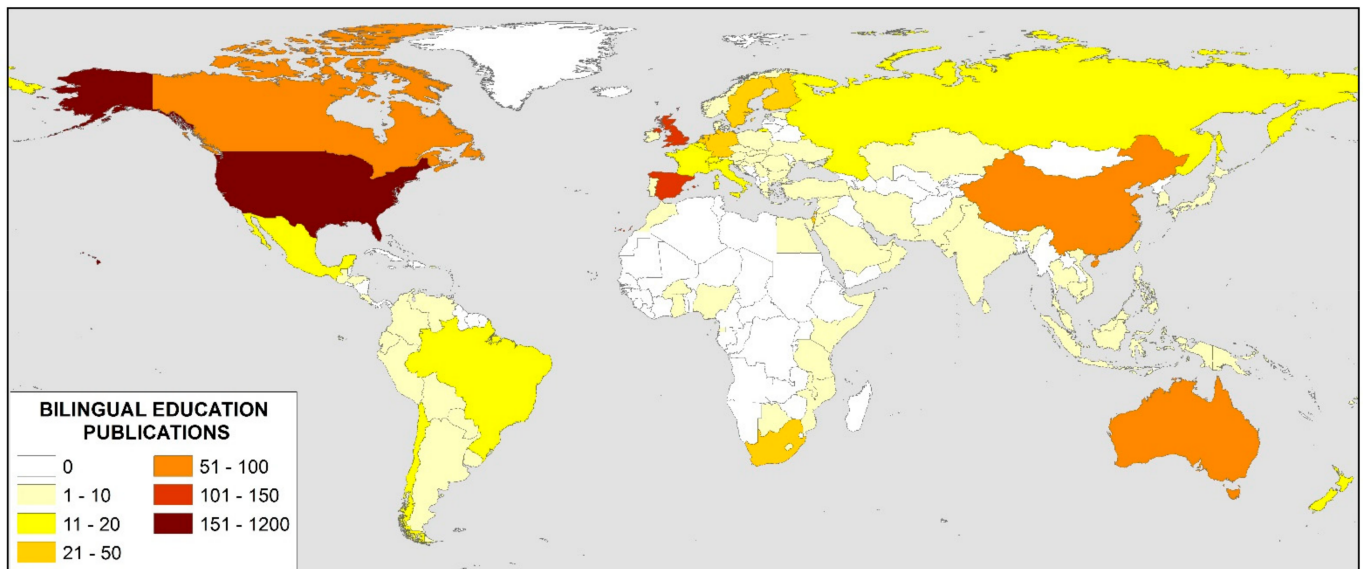 BILINGUAL EDUCATION
PUBLICATIONS
0
1 - 10
11 - 20
21 - 50
51 - 100
101 - 150
151 - 1200